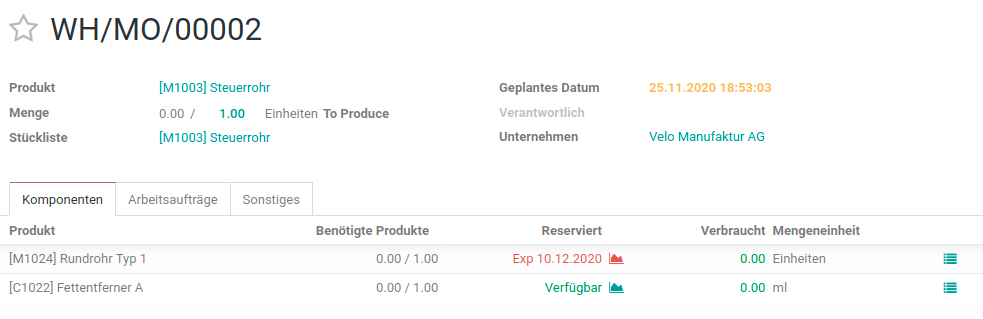 WH/MO/00002
Produkt [M1003] Steuerrohr Geplantes Datum 25.11.2020 18:53:03
Menge 0.00 / 1.00 Einheiten To Produce Verantwortlich
Stückliste [M1003] Steuerrohr Unternehmen Velo Manufaktur AG
Komponenten Arbeitsaufträge Sonstiges
Produkt Benötigte Produkte Reserviert Verbraucht Mengeneinheit
[M1024] Rundrohr Typ 1 0.00 / 1.00 Exp 10.12.2020 0.00 Einheiten
[C1022] Fettentferner A 0.00 / 1.00 Verfügbar 0.00 ml